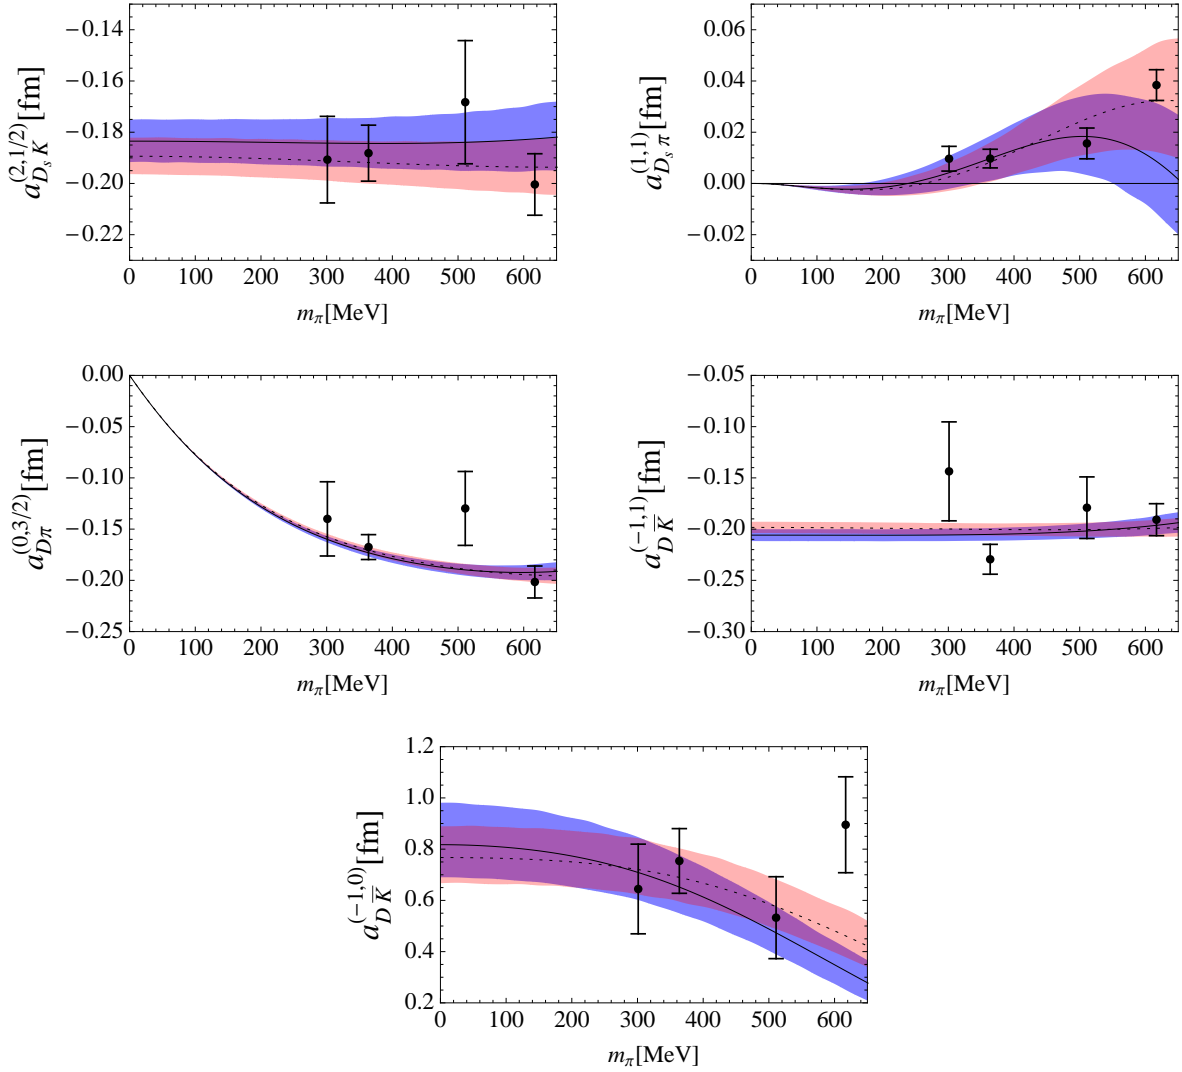 a_{D_s K}^{(2,1/2)}[fm]
−0.14
−0.16
−0.18
−0.20
−0.22
0 100 200 300 400 500 600
m_π[MeV]
a_{D_s π}^{(1,1)}[fm]
0.06
0.04
0.02
0.00
−0.02
0 100 200 300 400 500 600
m_π[MeV]
a_{Dπ}^{(0,3/2)}[fm]
0.00
−0.05
−0.10
−0.15
−0.20
−0.25
0 100 200 300 400 500 600
m_π[MeV]
a_{D K̅}^{(−1,1)}[fm]
−0.05
−0.10
−0.15
−0.20
−0.25
−0.30
0 100 200 300 400 500 600
m_π[MeV]
a_{D K̅}^{(−1,0)}[fm]
1.2
1.0
0.8
0.6
0.4
0.2
0 100 200 300 400 500 600
m_π[MeV]